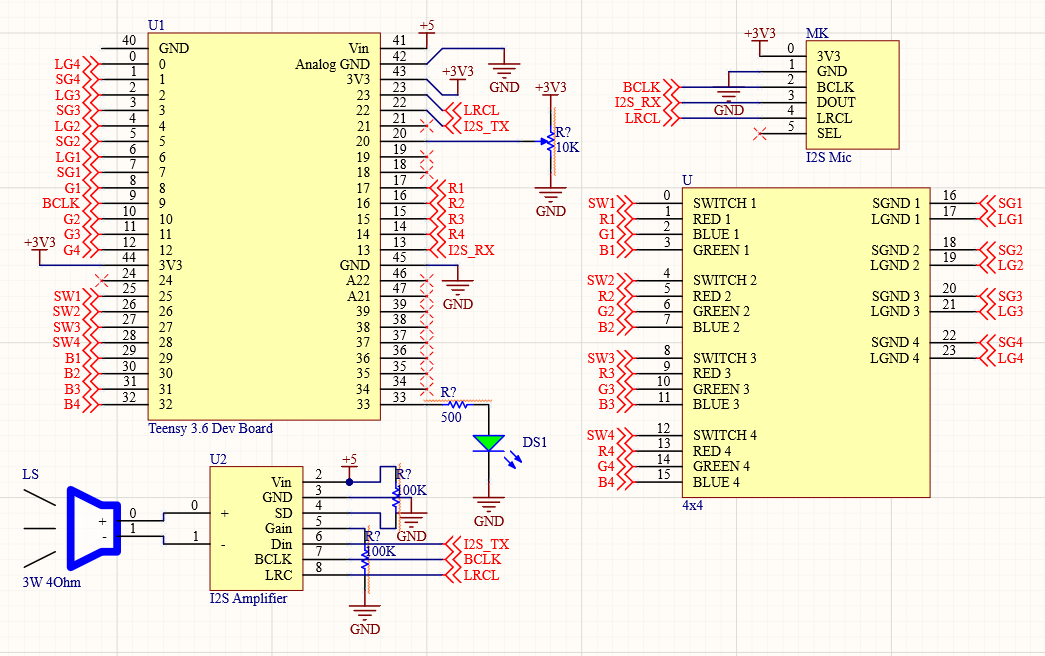 U1
40 GND
LG4 0 0
SG4 1 1
LG3 2 2
SG3 3 3
LG2 4 4
SG2 5 5
LG1 6 6
SG1 7 7
G1 8 8
BCLK 9 9
G2 10 10
G3 11 11
G4 12 12
+3V3 44 3V3
24 24
SW1 25 25
SW2 26 26
SW3 27 27
SW4 28 28
B1 29 29
B2 30 30
B3 31 31
B4 32 32
Vin 41 +5
Analog GND 42 GND
3V3 43 +3V3
23 23 LRCL
22 22 I2S_TX
21 21
20 20
19 19
18 18
17 17 R1
16 16 R2
15 15 R3
14 14 R4
13 13 I2S_RX
GND 45 GND
A22 46
A21 47
39 39
38 38
37 37
36 36
35 35
34 34
33 33
Teensy 3.6 Dev Board
+3V3
R?
10K
GND
R?
500
DS1
GND
MK
+3V3 0 3V3
1 GND
GND
BCLK 2 BCLK
I2S_RX 3 DOUT
LRCL 4 LRCL
5 SEL
I2S Mic
U
SW1 0 SWITCH 1
R1 1 RED 1
G1 2 BLUE 1
B1 3 GREEN 1
SW2 4 SWITCH 2
R2 5 RED 2
G2 6 GREEN 2
B2 7 BLUE 2
SW3 8 SWITCH 3
R3 9 RED 3
G3 10 GREEN 3
B3 11 BLUE 3
SW4 12 SWITCH 4
R4 13 RED 4
G4 14 GREEN 4
B4 15 BLUE 4
SGND 1 16 SG1
LGND 1 17 LG1
SGND 2 18 SG2
LGND 2 19 LG2
SGND 3 20 SG3
LGND 3 21 LG3
SGND 4 22 SG4
LGND 4 23 LG4
4x4
LS
+ 0
- 1
3W 4Ohm
U2
0 +
1 -
Vin 2 +5
GND 3
SD 4
Gain 5
Din 6 I2S_TX
BCLK 7 BCLK
LRC 8 LRCL
I2S Amplifier
R?
100K
GND
R?
100K
GND